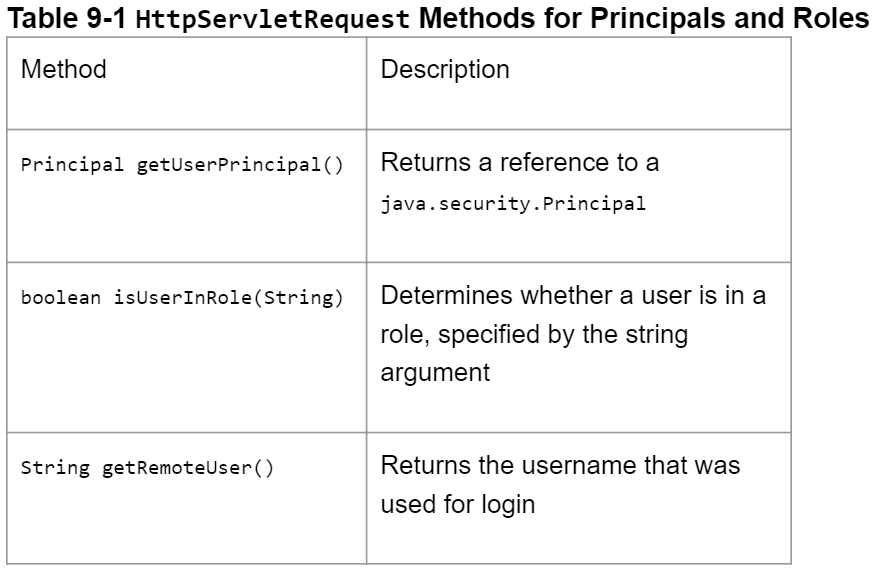 Table 9-1 HttpServletRequest Methods for Principals and Roles
Method
Description
Principal getUserPrincipal()
Returns a reference to a
java.security.Principal
boolean isUserInRole(String)
Determines whether a user is in a
role, specified by the string
argument
String getRemoteUser()
Returns the username that was
used for login